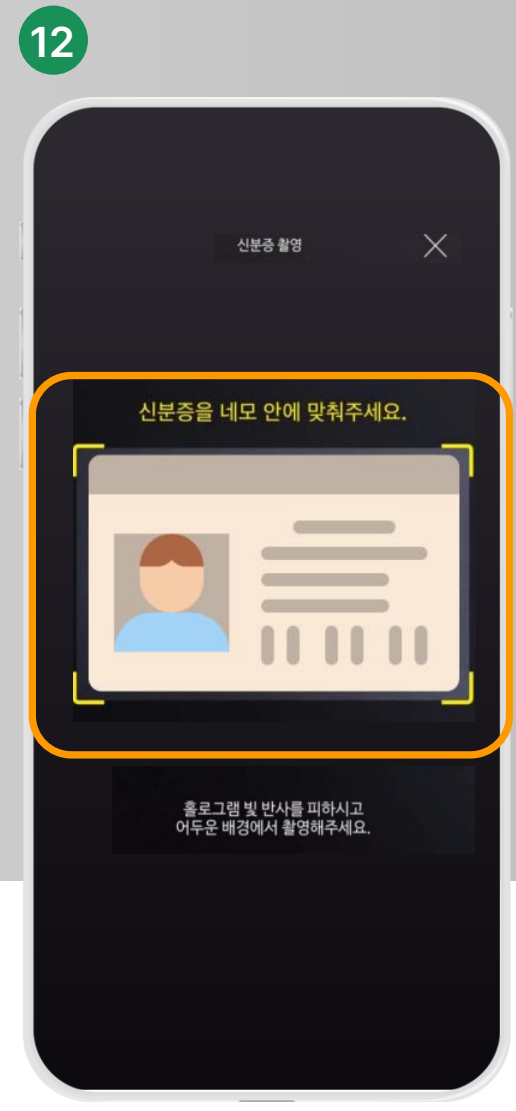 12
신분증 촬영
신분증을 네모 안에 맞춰주세요.
홀로그램 빛 반사를 피하시고
어두운 배경에서 촬영해주세요.